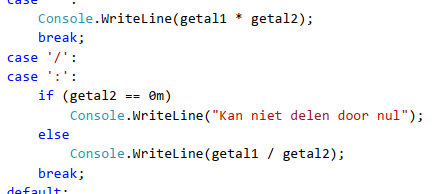 case
Console.WriteLine(getal1 * getal2);
break;
case '/':
case ':':
if (getal2 == 0m)
Console.WriteLine("Kan niet delen door nul");
else
Console.WriteLine(getal1 / getal2);
break;
default: